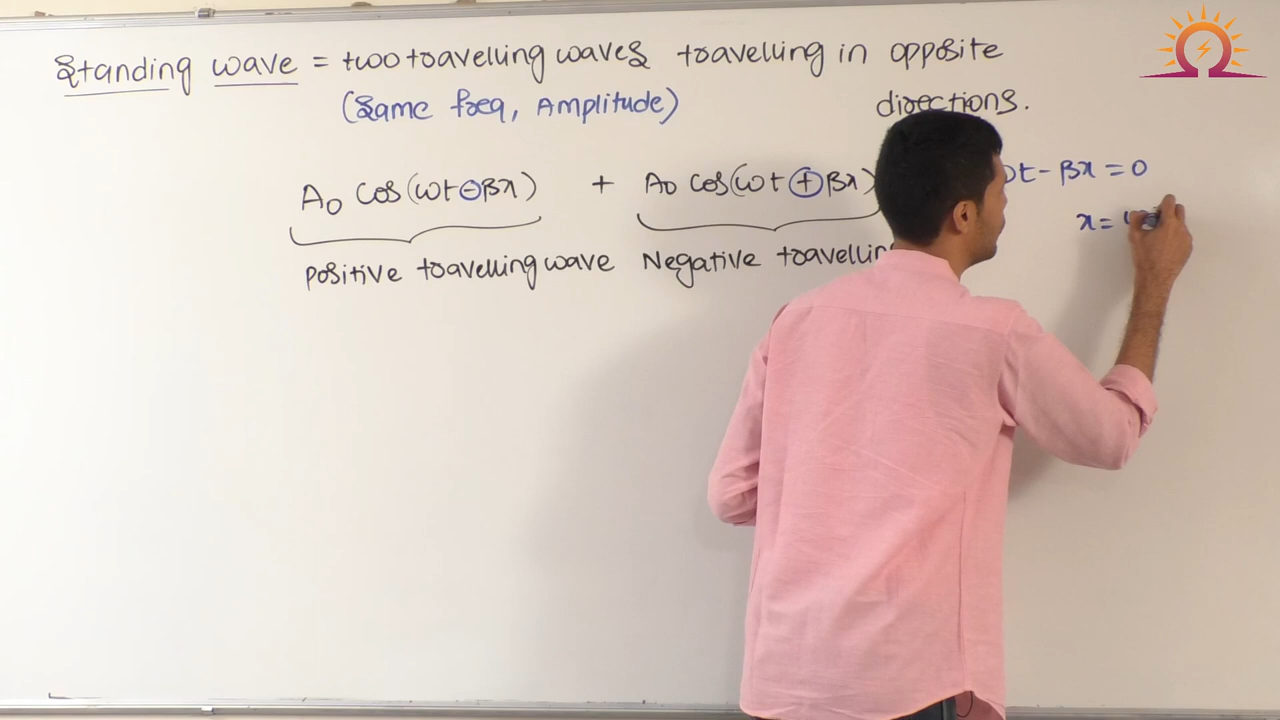 Standing wave = two travelling waves travelling in opposite
(Same freq, Amplitude) directions.
A₀ cos(ωt-βx) + A₀ cos(ωt+βx) ωt-βx=0
x=
Positive travelling wave Negative